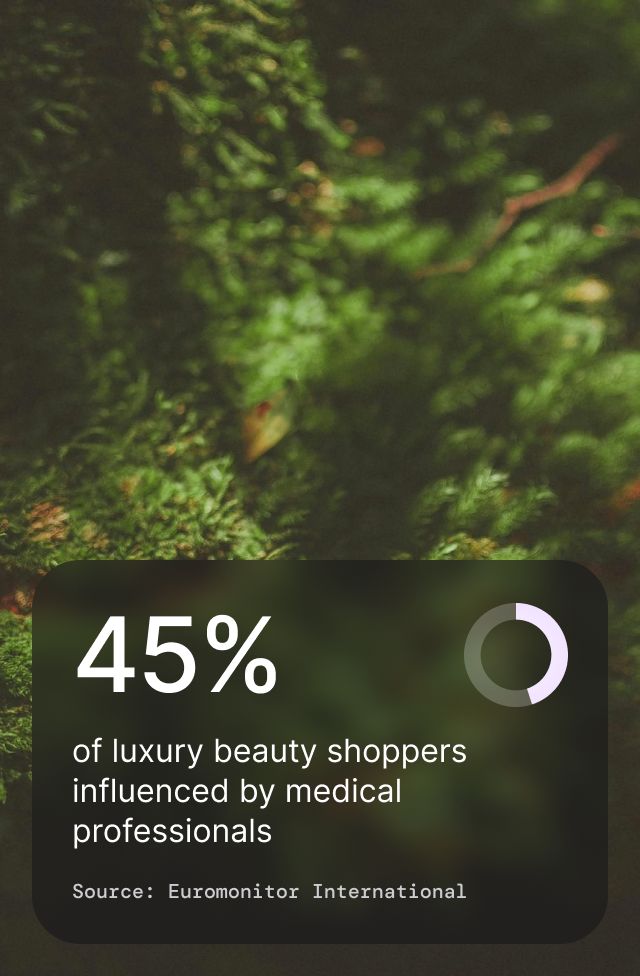 45%
of luxury beauty shoppers
influenced by medical
professionals
Source: Euromonitor International